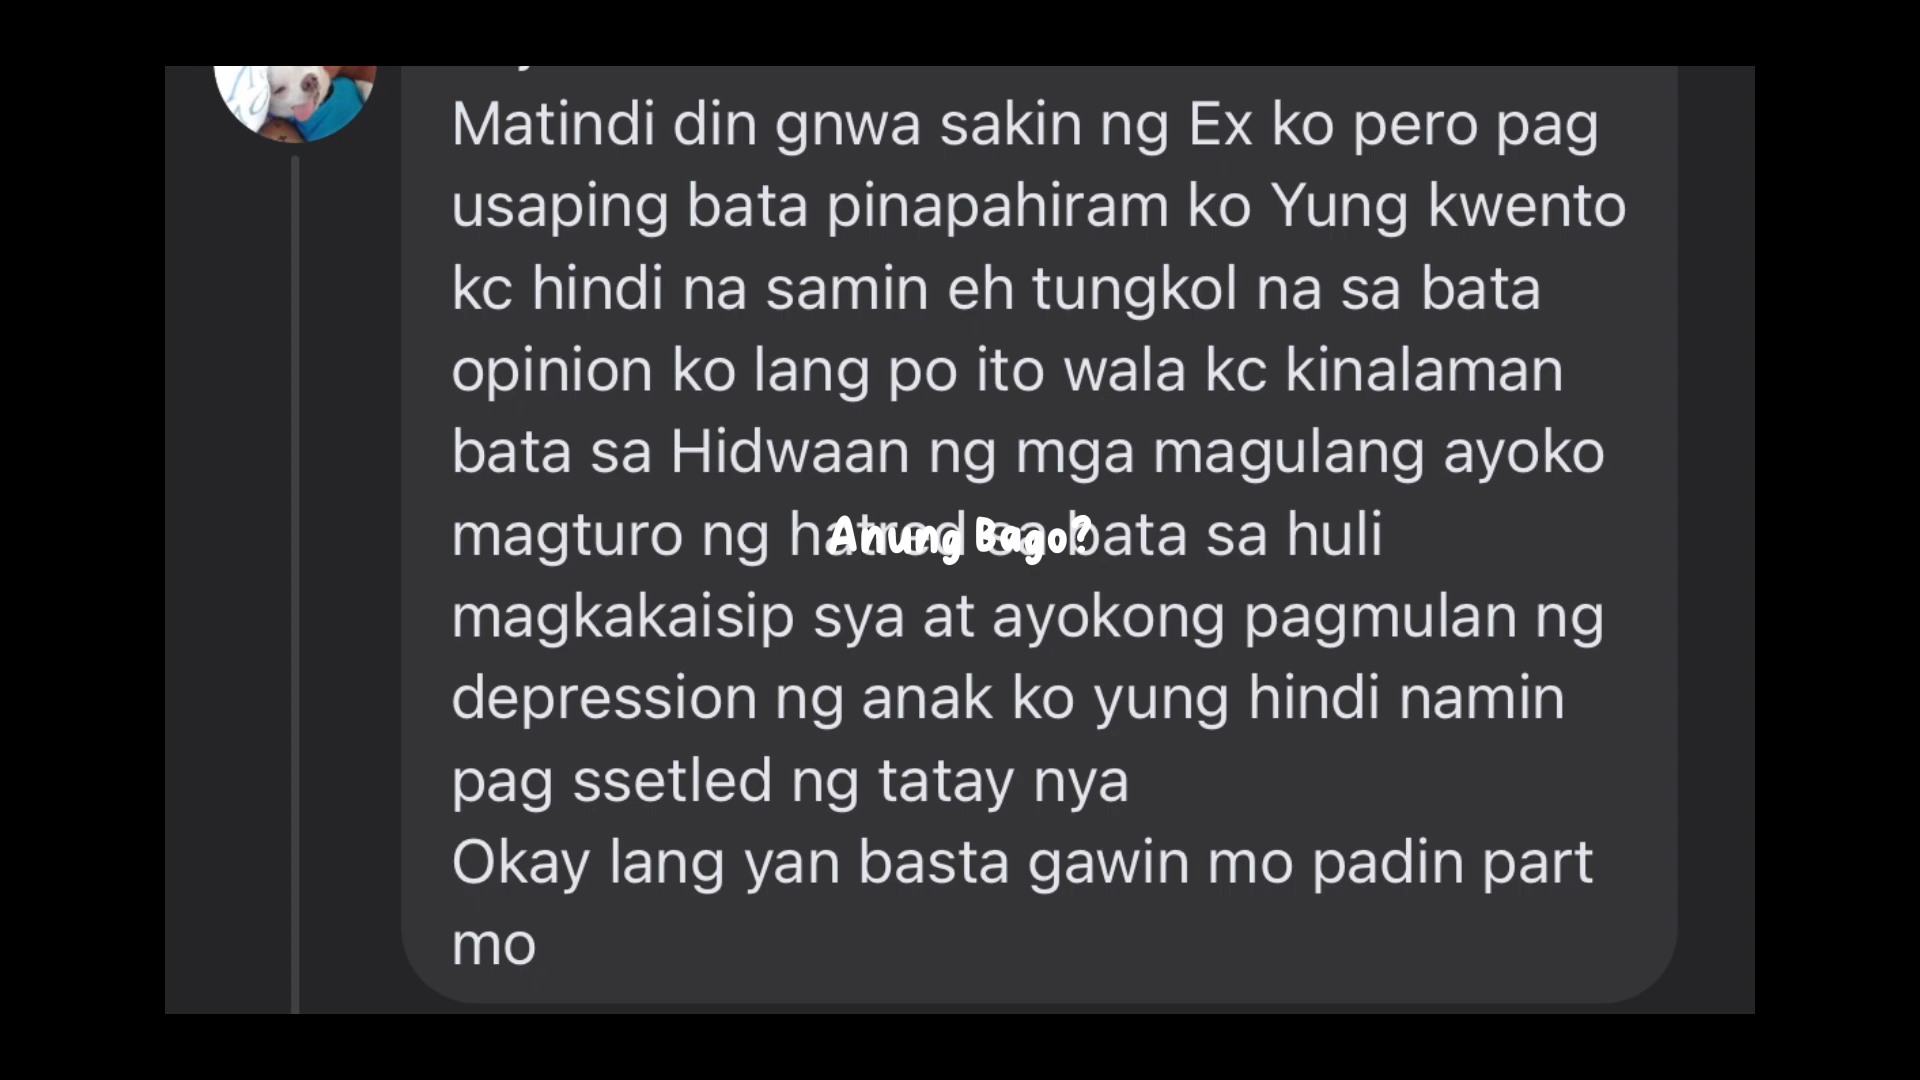 Matindi din gnwa sakin ng Ex ko pero pag
usaping bata pinapahiram ko Yung kwento
kc hindi na samin eh tungkol na sa bata
opinion ko lang po ito wala kc kinalaman
bata sa Hidwaan ng mga magulang ayoko
magturo ng hatred sa bata sa huli
Anung Bago?
magkakaisip sya at ayokong pagmulan ng
depression ng anak ko yung hindi namin
pag ssetled ng tatay nya
Okay lang yan basta gawin mo padin part
mo